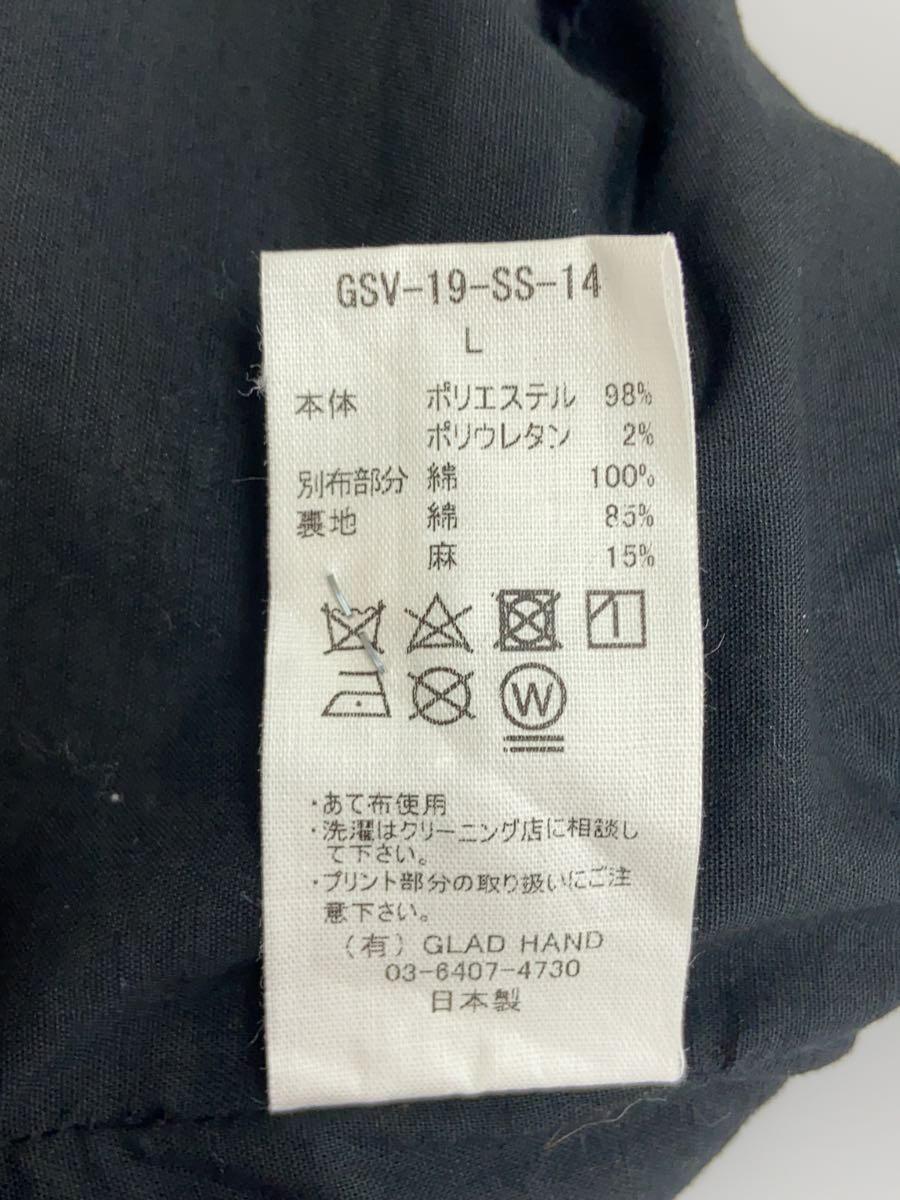 GSV-19-SS-14
L
本体 ポリエステル 98%
ポリウレタン 2%
別布部分 綿 100%
裏地 綿 85%
麻 15%
W
・あて布使用
・洗濯はクリーニング店に相談し
て下さい。
・プリント部分の取り扱いにご注
意下さい。
(有) GLAD HAND
03-6407-4730
日本製